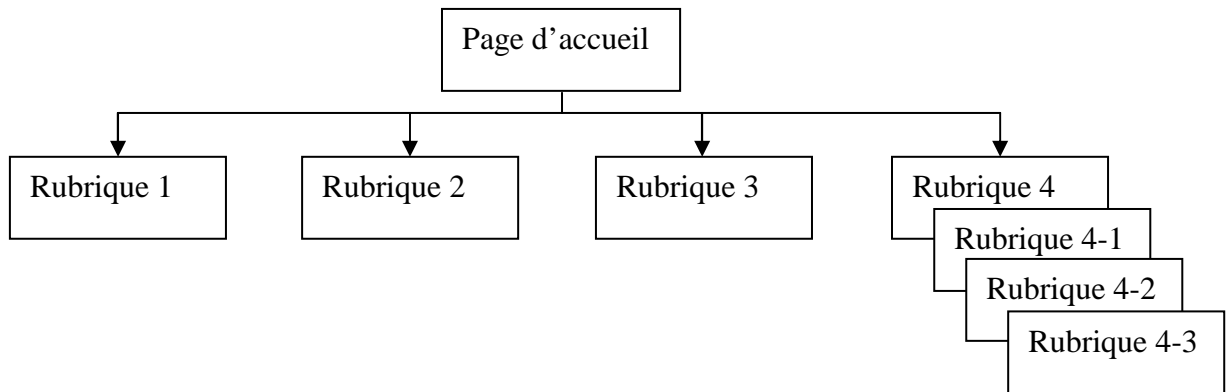 Page d’accueil
Rubrique 1
Rubrique 2
Rubrique 3
Rubrique 4
Rubrique 4-1
Rubrique 4-2
Rubrique 4-3